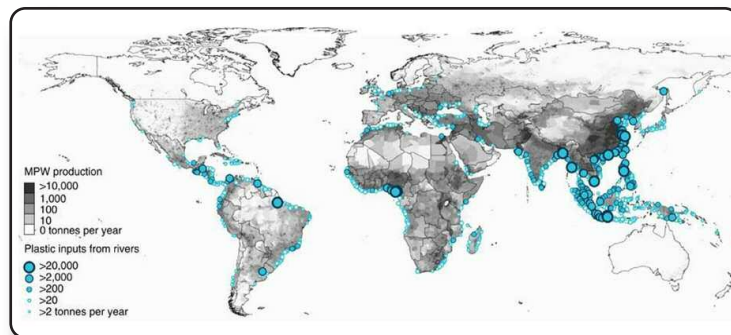 MPW production
>10,000
1,000
100
10
0 tonnes per year
Plastic inputs from rivers
>20,000
>2,000
>200
>20
>2 tonnes per year